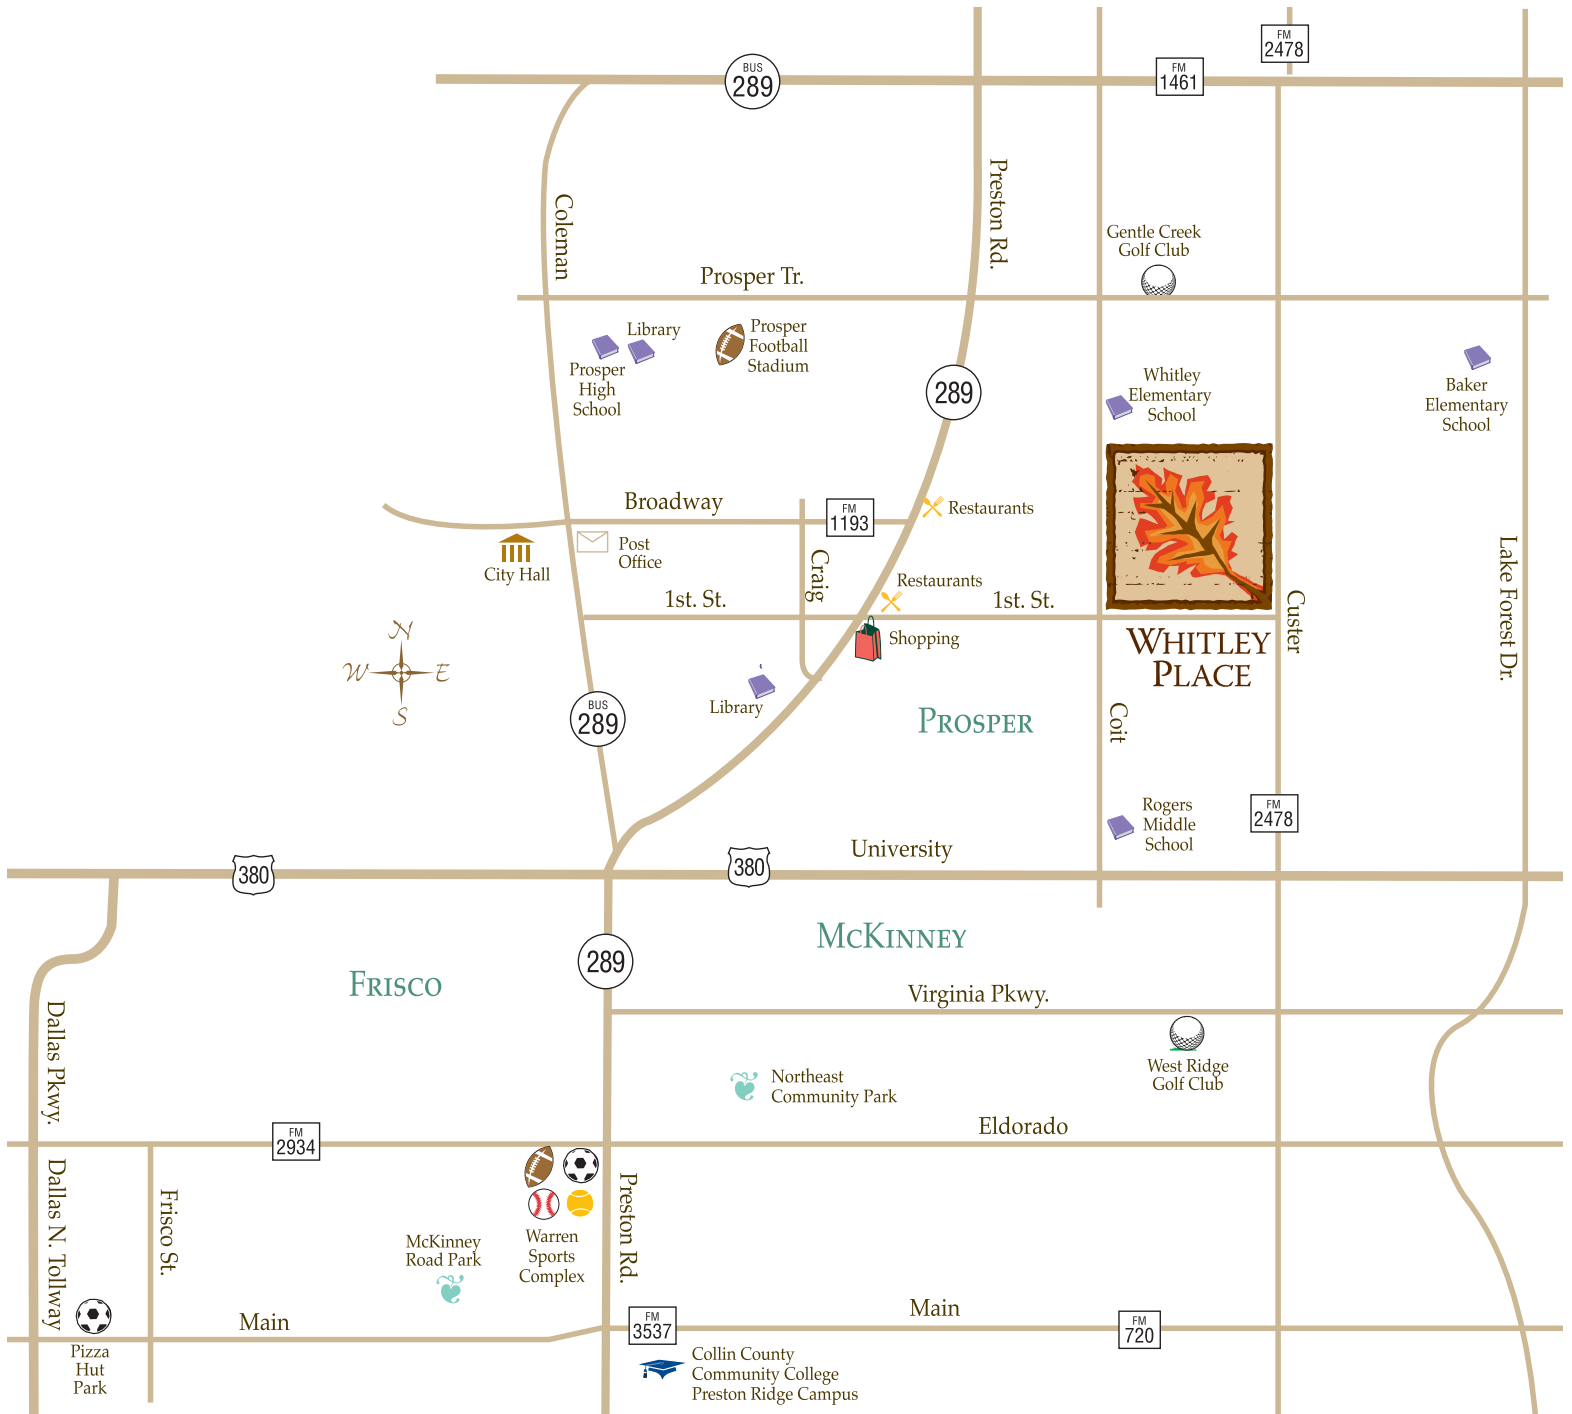 FM
2478
BUS
289
FM
1461
Preston Rd.
Coleman
Gentle Creek
Golf Club
Prosper Tr.
Library
Prosper
High
School
Prosper
Football
Stadium
289
Whitley
Elementary
School
Baker
Elementary
School
Broadway
FM
1193
Restaurants
Post
Office
City Hall
Craig
Restaurants
1st. St.
1st. St.
Shopping
Custer
Lake Forest Dr.
WHITLEY
PLACE
N
W
E
S
Library
BUS
289
PROSPER
Coit
Rogers
Middle
School
FM
2478
University
380
380
MCKINNEY
289
FRISCO
Virginia Pkwy.
Dallas Pkwy.
West Ridge
Golf Club
Northeast
Community Park
Eldorado
FM
2934
Dallas N. Tollway
Frisco St.
Preston Rd.
McKinney
Road Park
Warren
Sports
Complex
Main
Main
FM
3537
FM
720
Pizza
Hut
Park
Collin County
Community College
Preston Ridge Campus